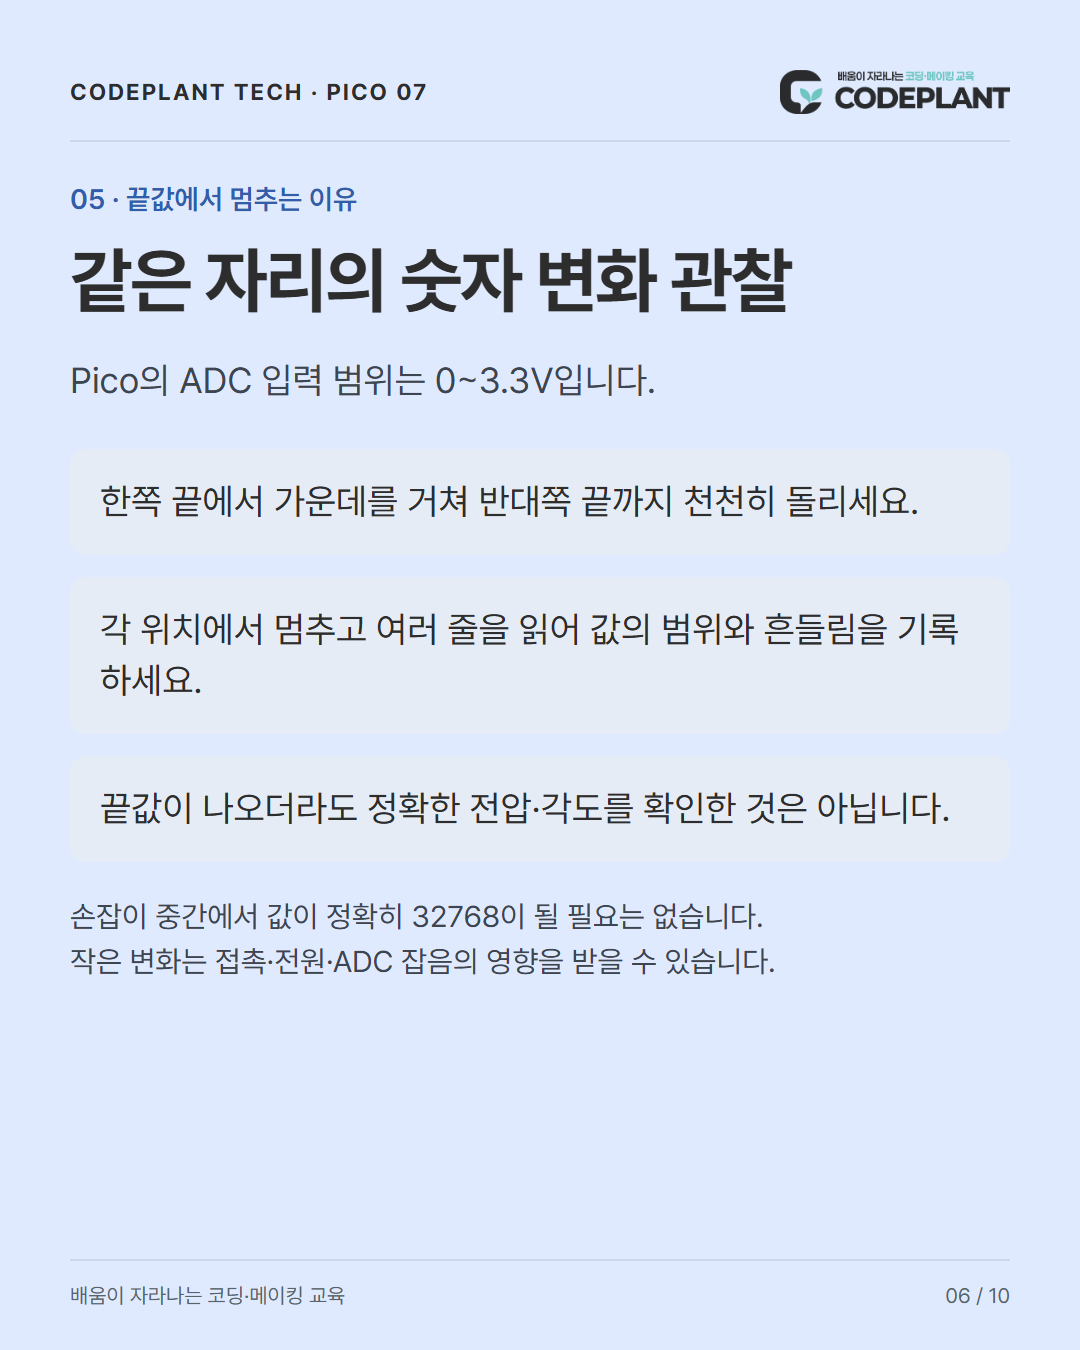 CODEPLANT TECH · PICO 07
배움이 자라나는 코딩·메이킹 교육
CODEPLANT
05 · 끝값에서 멈추는 이유
같은 자리의 숫자 변화 관찰
Pico의 ADC 입력 범위는 0~3.3V입니다.
한쪽 끝에서 가운데를 거쳐 반대쪽 끝까지 천천히 돌리세요.
각 위치에서 멈추고 여러 줄을 읽어 값의 범위와 흔들림을 기록
하세요.
끝값이 나오더라도 정확한 전압·각도를 확인한 것은 아닙니다.
손잡이 중간에서 값이 정확히 32768이 될 필요는 없습니다.
작은 변화는 접촉·전원·ADC 잡음의 영향을 받을 수 있습니다.
배움이 자라나는 코딩·메이킹 교육
06 / 10